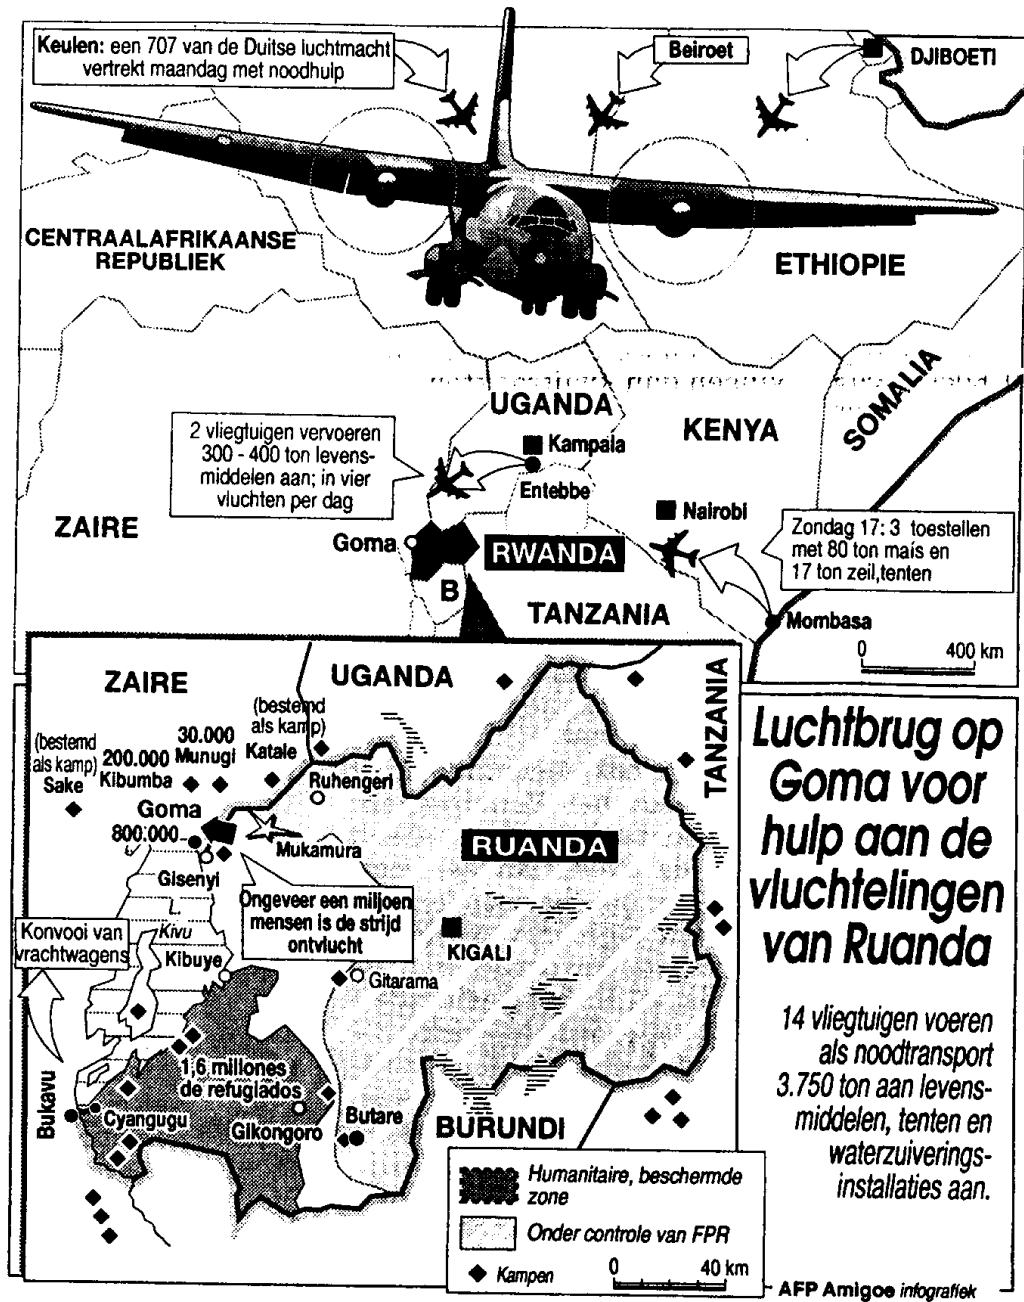 Keulen: een 707 van de Duitse luchtmacht
vertrekt maandag met noodhulp
Beiroet
DJIBOETI
CENTRAALAFRIKAANSE
REPUBLIEK
ETHIOPIE
SOMALIA
UGANDA
KENYA
2 vliegtuigen vervoeren
300 - 400 ton levens-
middelen aan; in vier
vluchten per dag
Kampala
Entebbe
ZAIRE
Nairobi
Goma
RWANDA
Zondag 17: 3 toestellen
met 80 ton maís en
17 ton zeil,tenten
B
TANZANIA
Mombasa
0 400 km
ZAIRE
UGANDA
TANZANIA
(bestemd
als kamp)
Sake
200.000
Kibumba
30.000
Munugi
(bestemd
als kamp)
Katale
Ruhengeri
Goma
800.000
Mukamura
RUANDA
Gisenyi
Ongeveer een miljoen
mensen is de strijd
ontvlucht
Konvooi van
vrachtwagens
Kivu
Kibuye
KIGALI
Gitarama
1,6 millones
de refugiados
Bukavu
Cyangugu
Gikongoro
Butare
BURUNDI
Humanitaire, beschermde
zone
Onder controle van FPR
Kampen
0 40 km
Luchtbrug op
Goma voor
hulp aan de
vluchtelingen
van Ruanda
14 vliegtuigen voeren
als noodtransport
3.750 ton aan levens-
middelen, tenten en
waterzuiverings-
installaties aan.
AFP Amigoe infografiek